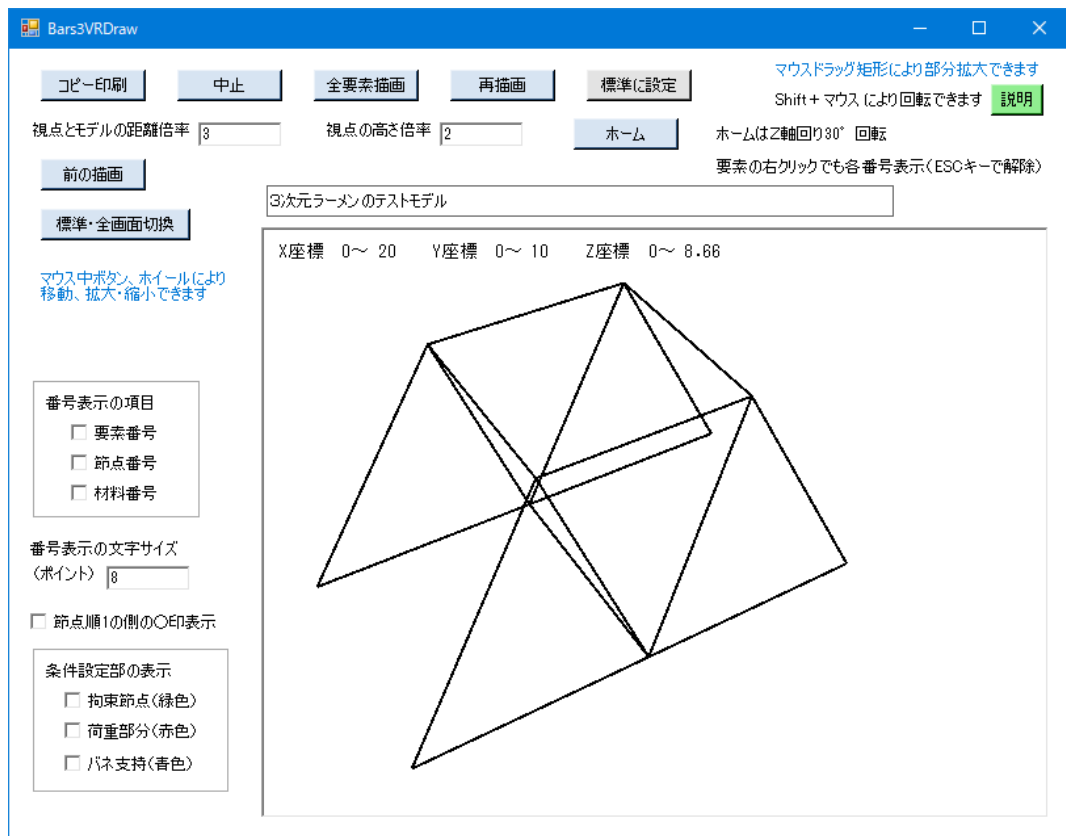 Bars3VRDraw
マウスドラッグ矩形により部分拡大できます
コピー印刷
中止
全要素描画
再描画
標準に設定
Shift+マウスにより回転できます
説明
視点とモデルの距離倍率 3
視点の高さ倍率 2
ホーム
ホームはZ軸回り30° 回転
前の描画
要素の右クリックでも各番号表示(ESCキーで解除)
3次元ラーメンのテストモデル
標準・全画面切換
X座標 0～ 20 Y座標 0～ 10 Z座標 0～ 8.66
マウス中ボタン、ホイールにより
移動、拡大・縮小できます
番号表示の項目
要素番号
節点番号
材料番号
番号表示の文字サイズ
(ポイント) 8
節点順1の側の○印表示
条件設定部の表示
拘束節点(緑色)
荷重部分(赤色)
バネ支持(青色)